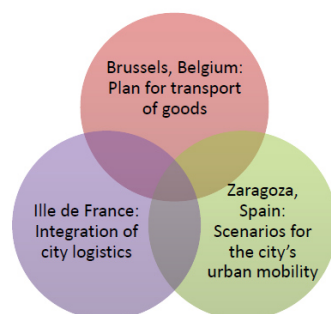 Brussels, Belgium:
Plan for transport
of goods
Ille de France:
Integration of
city logistics
Zaragoza,
Spain:
Scenarios for
the city's
urban mobility